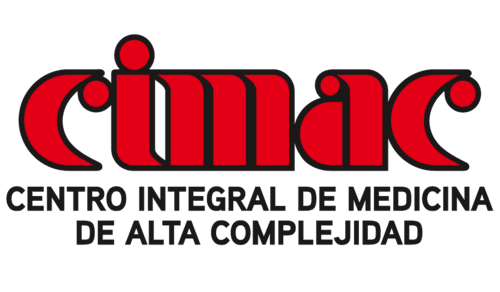 cimac
CENTRO INTEGRAL DE MEDICINA
DE ALTA COMPLEJIDAD